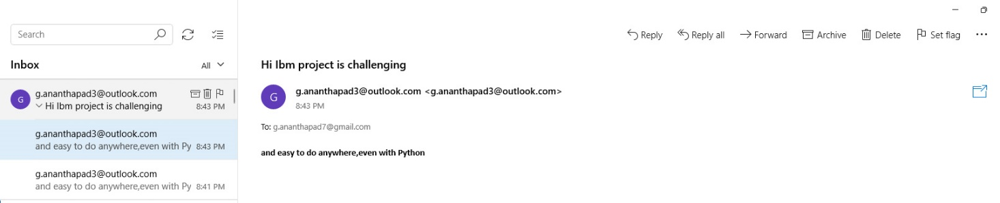 Search
Reply Reply all Forward Archive Delete Set flag ...
Inbox All
G g.ananthapad3@outlook.com
Hi Ibm project is challenging 8:43 PM
g.ananthapad3@outlook.com
and easy to do anywhere,even with Py 8:43 PM
g.ananthapad3@outlook.com
and easy to do anywhere,even with Py 8:41 PM
Hi Ibm project is challenging
G g.ananthapad3@outlook.com <g.ananthapad3@outlook.com>
8:43 PM
To: g.ananthapad7@gmail.com
and easy to do anywhere,even with Python